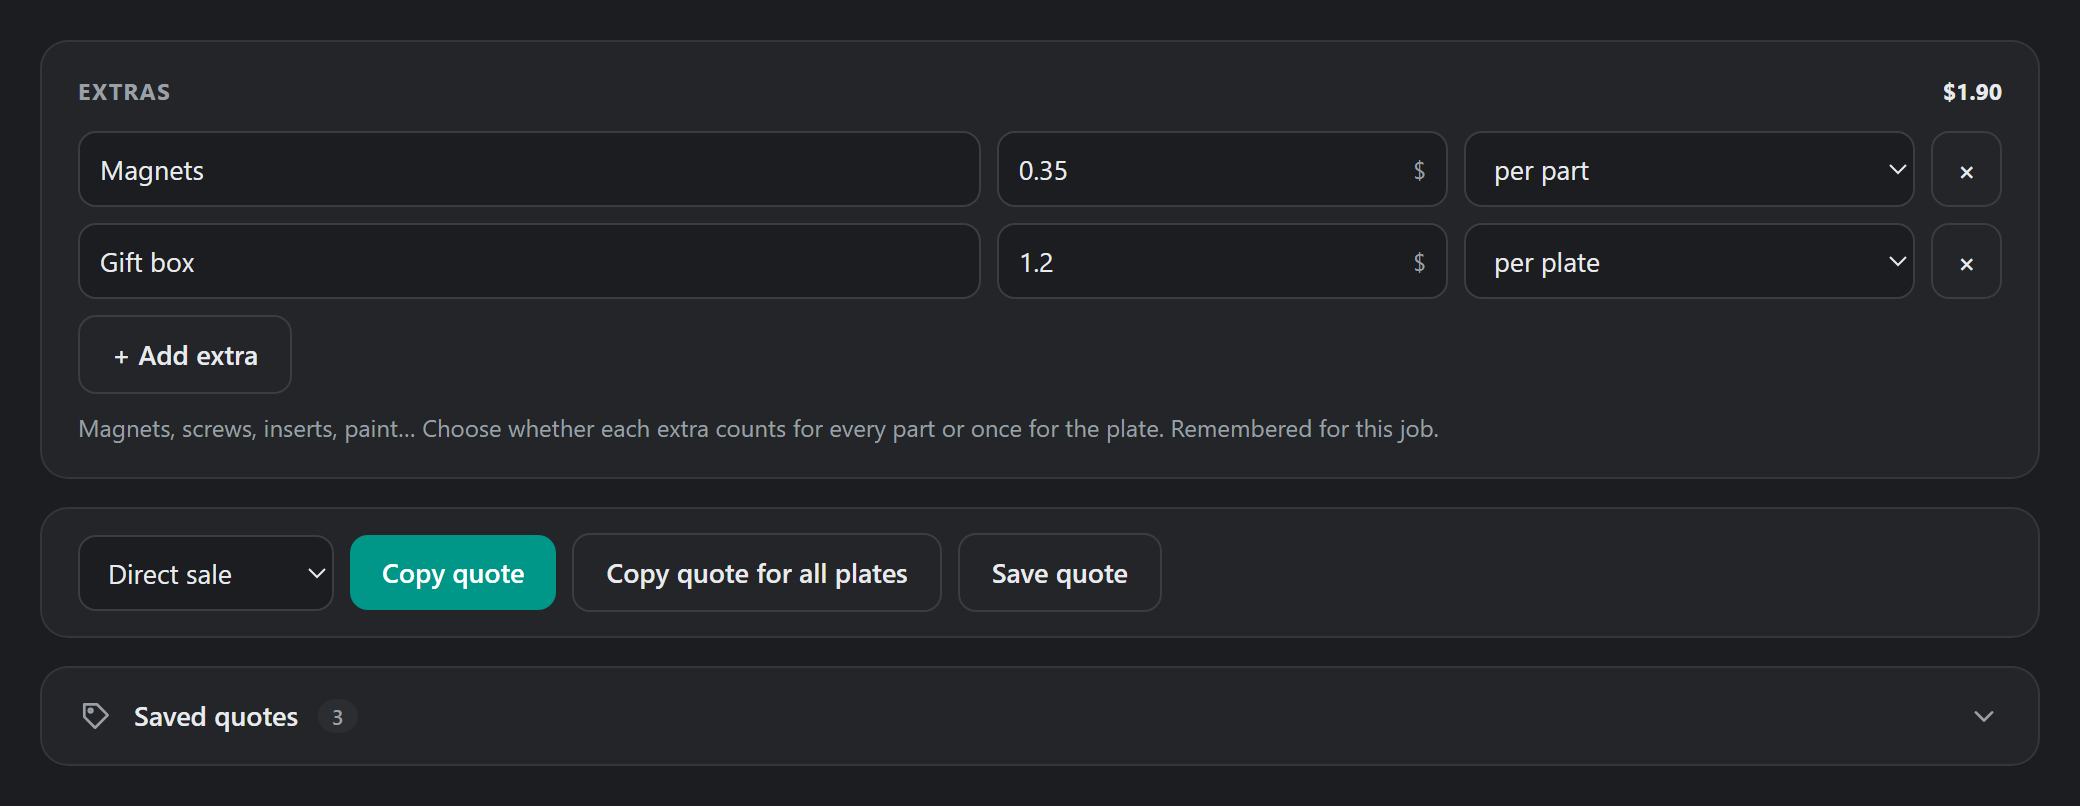 EXTRAS $1.90
Magnets 0.35 $ per part ×
Gift box 1.2 $ per plate ×
+ Add extra
Magnets, screws, inserts, paint... Choose whether each extra counts for every part or once for the plate. Remembered for this job.
Direct sale Copy quote Copy quote for all plates Save quote
Saved quotes 3